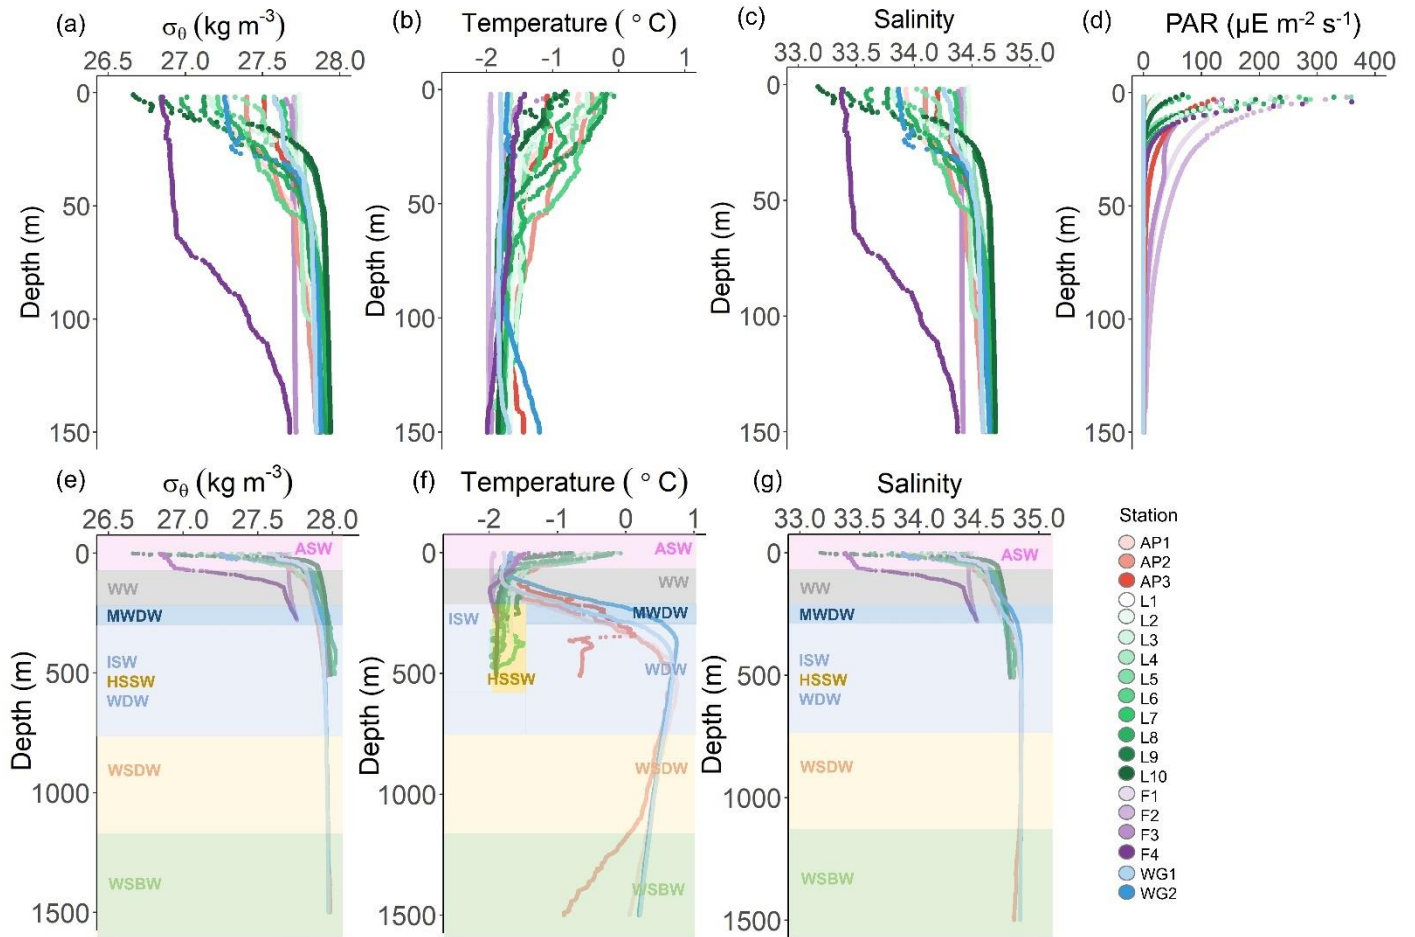 (a) σθ (kg m⁻³)
26.5 27.0 27.5 28.0
0
50
100
150
Depth (m)
(b) Temperature ( ° C)
-2 -1 0 1
0
50
100
150
Depth (m)
(c) Salinity
33.0 33.5 34.0 34.5 35.0
0
50
100
150
Depth (m)
(d) PAR (µE m⁻² s⁻¹)
0 100 200 300 400
0
50
100
150
Depth (m)
(e) σθ (kg m⁻³)
26.5 27.0 27.5 28.0
0
500
1000
1500
Depth (m)
ASW
WW
MWDW
ISW
HSSW
WDW
WSDW
WSBW
(f) Temperature ( ° C)
-2 -1 0 1
0
500
1000
1500
Depth (m)
ASW
WW
MWDW
ISW
WDW
HSSW
WSDW
WSBW
(g) Salinity
33.0 33.5 34.0 34.5 35.0
0
500
1000
1500
Depth (m)
ASW
WW
MWDW
ISW
HSSW
WDW
WSDW
WSBW
Station
AP1
AP2
AP3
L1
L2
L3
L4
L5
L6
L7
L8
L9
L10
F1
F2
F3
F4
WG1
WG2